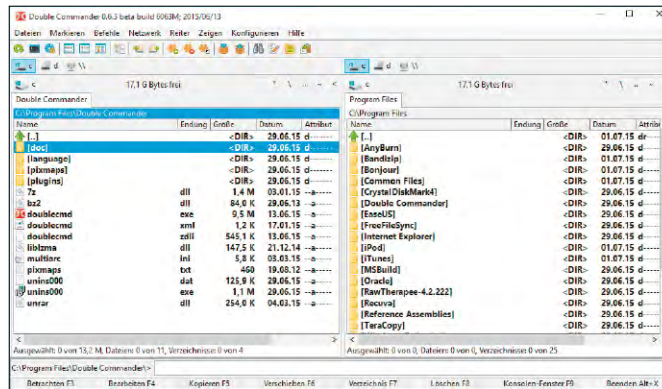 Double Commander 0.6.3 beta build 6063M; 2015/06/13
Dateien Markieren Befehle Netzwerk Reiter Zeigen Konfigurieren Hilfe
c d \\
c d \\
c 17,1 G Bytes frei * \ .. ~ <
c 17,1 G Bytes frei * \ .. ~
Double Commander
Program Files
C:\Program Files\Double Commander
C:\Program Files
Name Endung Größe Datum Attribut
[..] <DIR> 29.06.15 d-------
[doc] <DIR> 29.06.15 d-------
[language] <DIR> 29.06.15 d-------
[pixmaps] <DIR> 29.06.15 d-------
[plugins] <DIR> 29.06.15 d-------
7z dll 1,4 M 03.01.15 --a-----
bz2 dll 84,0 K 29.06.13 --a-----
doublecmd exe 9,5 M 13.06.15 --a-----
doublecmd xml 1,2 K 17.01.15 --a-----
doublecmd zdli 545,1 K 13.06.15 --a-----
liblzma dll 147,5 K 21.12.14 --a-----
multiarc ini 5,8 K 03.03.15 --a-----
pixmaps txt 460 19.08.12 --a-----
unins000 dat 125,9 K 29.06.15 --a-----
unins000 exe 1,1 M 29.06.15 --a-----
unrar dll 254,0 K 04.03.15 --a-----
Name Endung Größe Datum Attribut
[..] <DIR> 01.07.15 dr------
[AnyBurn] <DIR> 29.06.15 d-------
[Bandizip] <DIR> 29.06.15 d-------
[Bonjour] <DIR> 01.07.15 d-------
[Common Files] <DIR> 01.07.15 d-------
[CrystalDiskMark4] <DIR> 29.06.15 d-------
[Double Commander] <DIR> 29.06.15 d-------
[EaseUS] <DIR> 29.06.15 d-------
[FreeFileSync] <DIR> 29.06.15 d-------
[Internet Explorer] <DIR> 29.06.15 d-------
[iPod] <DIR> 01.07.15 d-------
[iTunes] <DIR> 01.07.15 d-------
[MSBuild] <DIR> 29.06.15 d-------
[Oracle] <DIR> 29.06.15 d-------
[RawTherapee-4.2.222] <DIR> 29.06.15 d-------
[Recuva] <DIR> 29.06.15 d-------
[Reference Assemblies] <DIR> 29.06.15 d-------
[TeraCopy] <DIR> 29.06.15 d-------
Ausgewählt: 0 von 13,2 M, Dateien: 0 von 11, Verzeichnisse: 0 von 4
Ausgewählt: 0 von 0, Dateien: 0 von 0, Verzeichnisse: 0 von 25
C:\Program Files\Double Commander\>
Betrachten F3 Bearbeiten F4 Kopieren F5 Verschieben F6 Verzeichnis F7 Löschen F8 Konsolen-Fenster F9 Beenden Alt+X